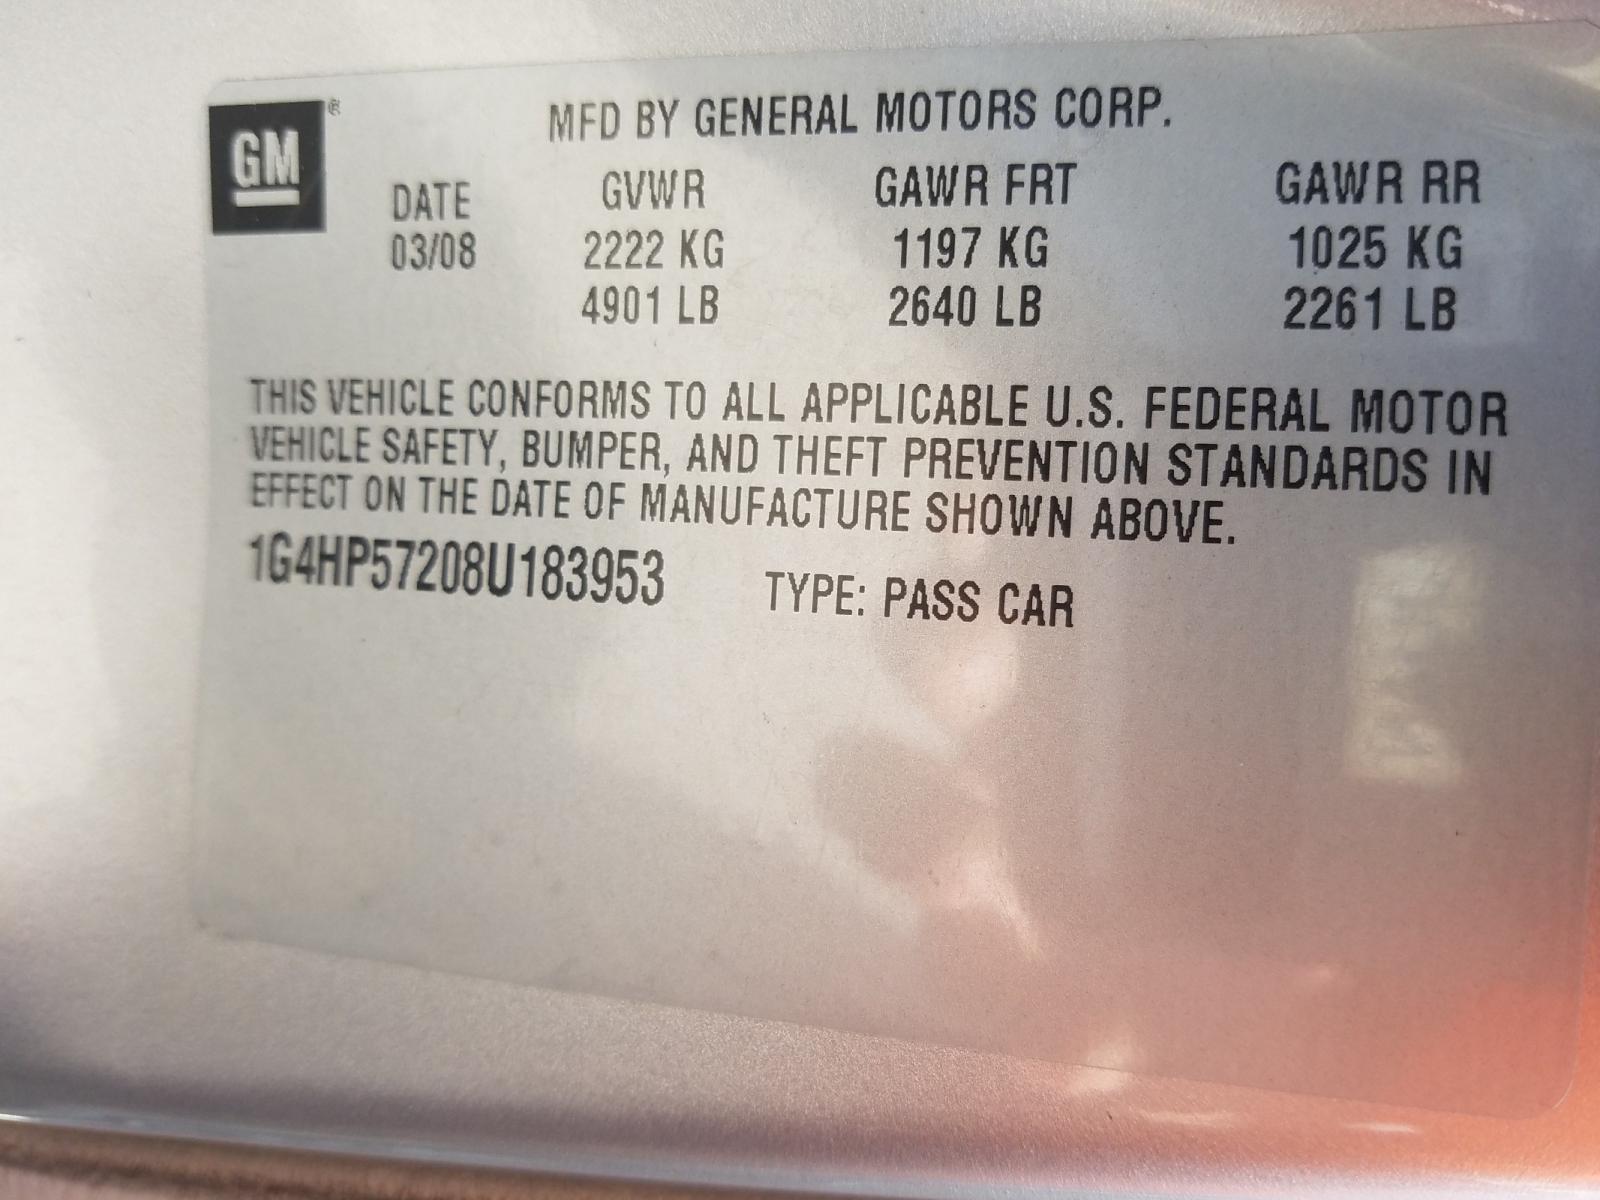 GM®
MFD BY GENERAL MOTORS CORP.
DATE GVWR GAWR FRT GAWR RR
03/08 2222 KG 1197 KG 1025 KG
4901 LB 2640 LB 2261 LB
THIS VEHICLE CONFORMS TO ALL APPLICABLE U.S. FEDERAL MOTOR
VEHICLE SAFETY, BUMPER, AND THEFT PREVENTION STANDARDS IN
EFFECT ON THE DATE OF MANUFACTURE SHOWN ABOVE.
1G4HP57208U183953 TYPE: PASS CAR